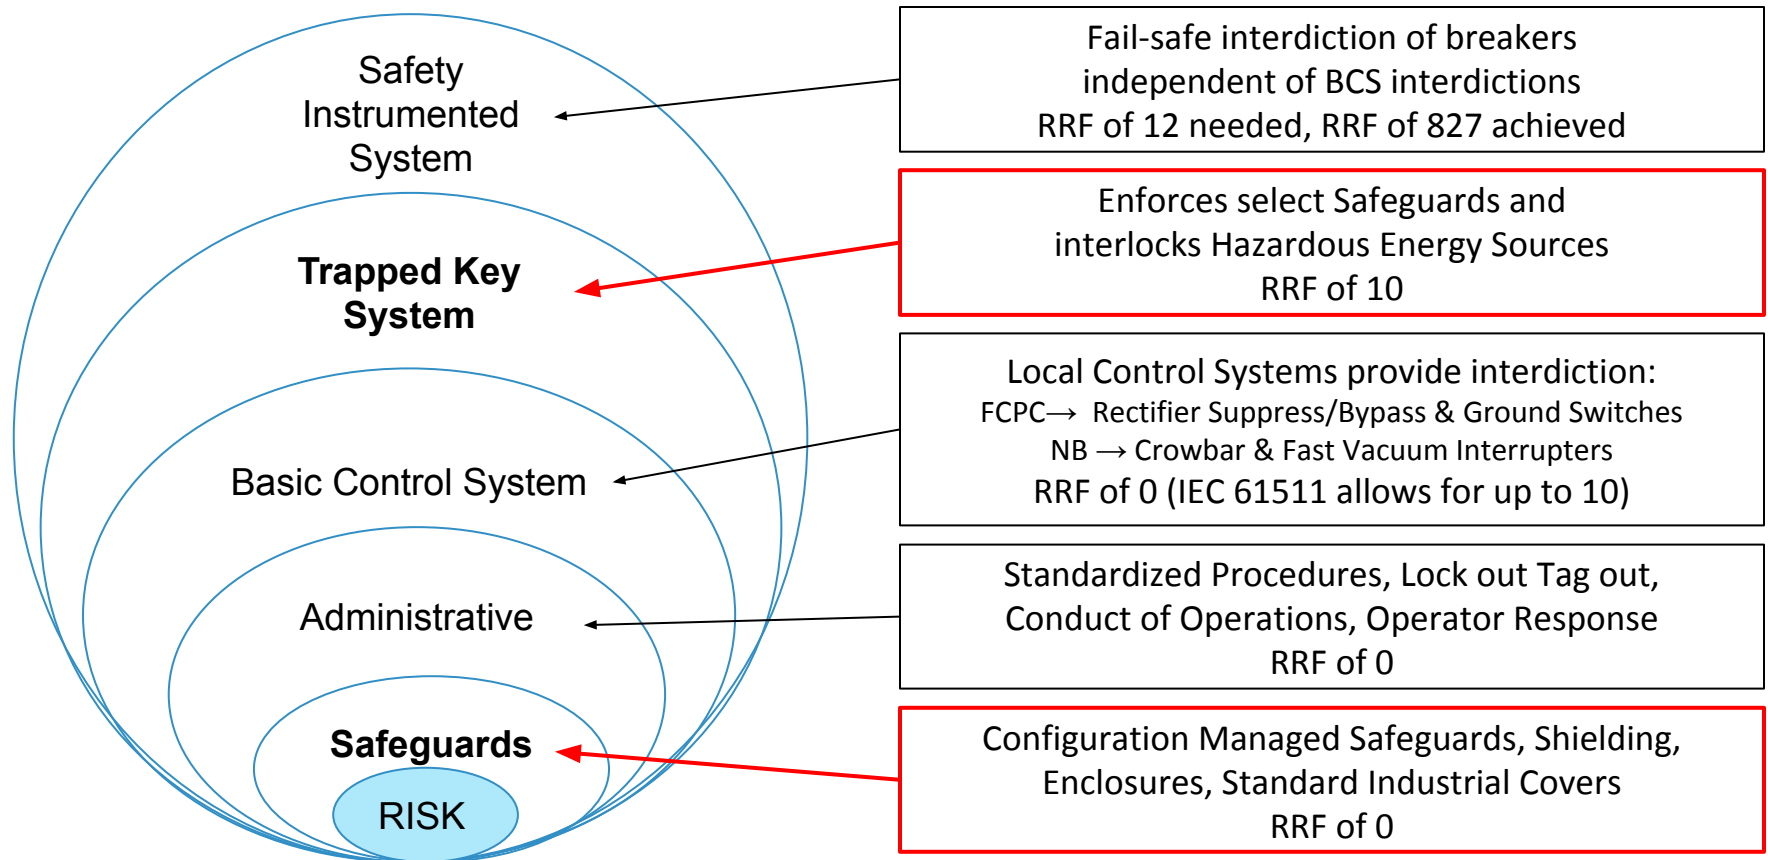 Safety
Instrumented
System
Fail-safe interdiction of breakers
independent of BCS interdictions
RRF of 12 needed, RRF of 827 achieved
Trapped Key
System
Enforces select Safeguards and
interlocks Hazardous Energy Sources
RRF of 10
Basic Control System
Local Control Systems provide interdiction:
FCPC→ Rectifier Suppress/Bypass & Ground Switches
NB → Crowbar & Fast Vacuum Interrupters
RRF of 0 (IEC 61511 allows for up to 10)
Administrative
Standardized Procedures, Lock out Tag out,
Conduct of Operations, Operator Response
RRF of 0
Safeguards
Configuration Managed Safeguards, Shielding,
Enclosures, Standard Industrial Covers
RRF of 0
RISK